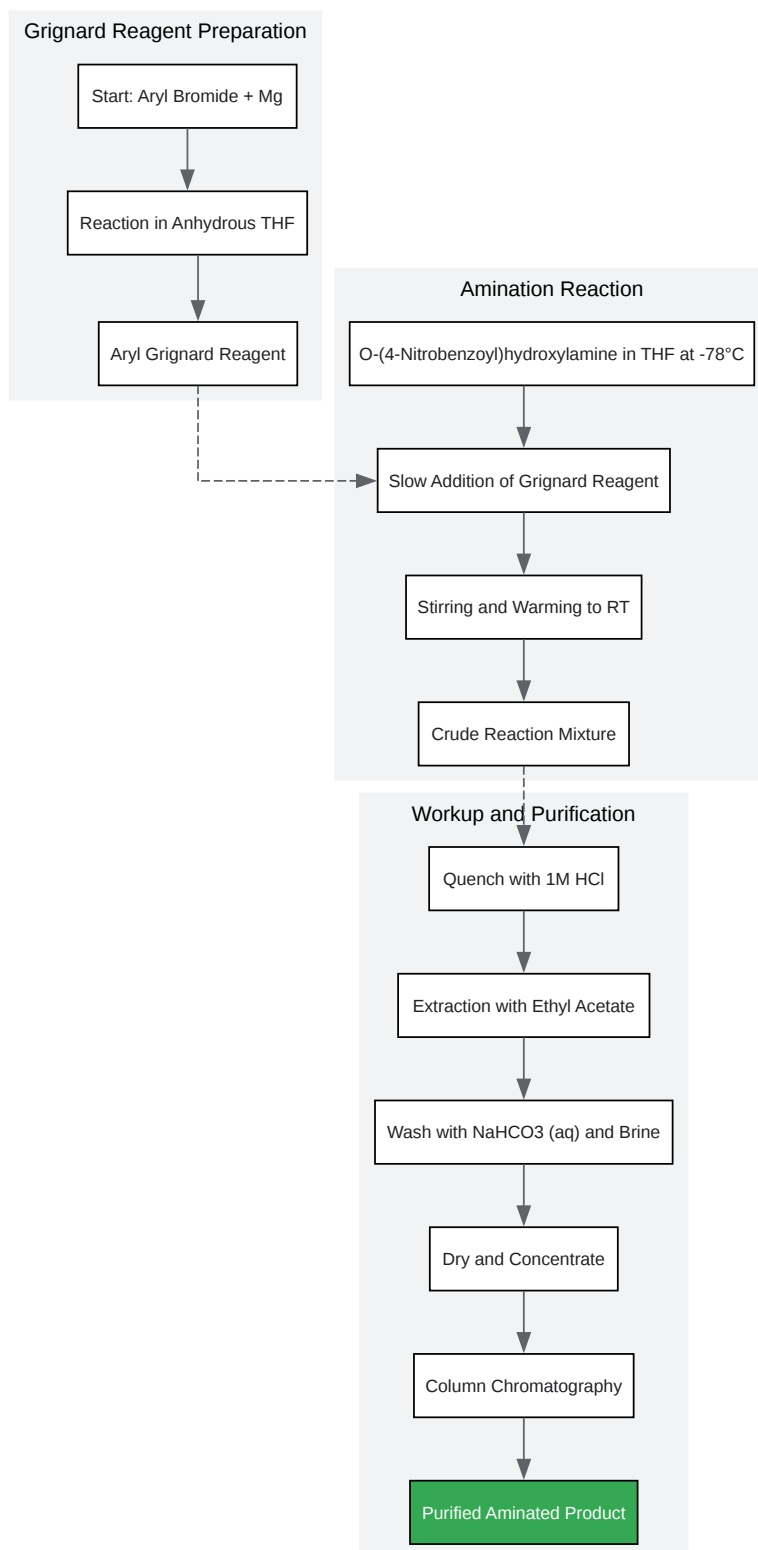 Grignard Reagent Preparation
Start: Aryl Bromide + Mg
Reaction in Anhydrous THF
Aryl Grignard Reagent
Amination Reaction
O-(4-Nitrobenzoyl)hydroxylamine in THF at -78°C
Slow Addition of Grignard Reagent
Stirring and Warming to RT
Crude Reaction Mixture
Workup and Purification
Quench with 1M HCl
Extraction with Ethyl Acetate
Wash with NaHCO3 (aq) and Brine
Dry and Concentrate
Column Chromatography
Purified Aminated Product